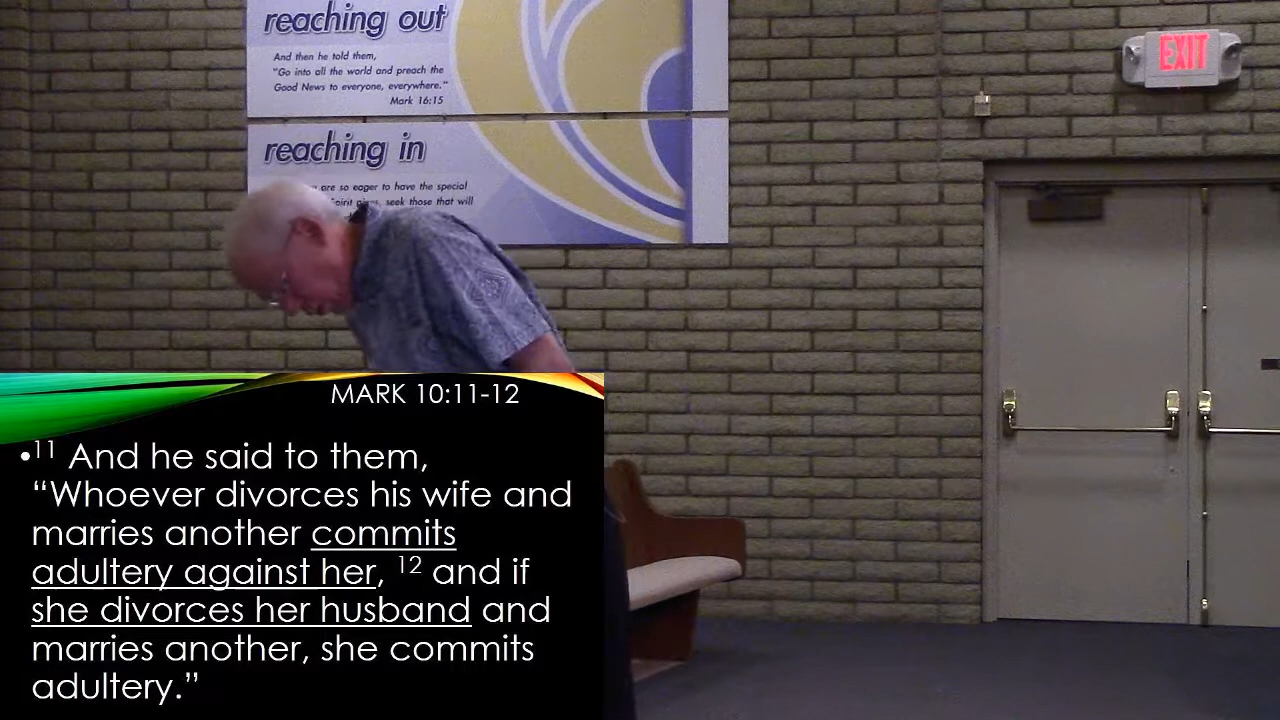 reaching out
And then he told them,
"Go into all the world and preach the
Good News to everyone, everywhere."
Mark 16:15
reaching in
are so eager to have the special
gives, seek those that will
EXIT
MARK 10:11-12
•11 And he said to them,
“Whoever divorces his wife and
marries another commits
adultery against her, 12 and if
she divorces her husband and
marries another, she commits
adultery.”